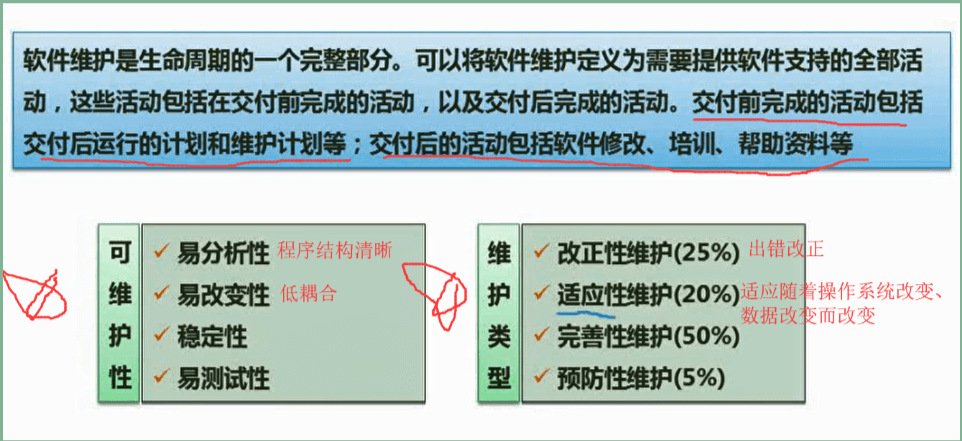 软件维护是生命周期的一个完整部分。可以将软件维护定义为需要提供软件支持的全部活
动，这些活动包括在交付前完成的活动，以及交付后完成的活动。交付前完成的活动包括
交付后运行的计划和维护计划等；交付后的活动包括软件修改、培训、帮助资料等
可维护性
✓ 易分析性 程序结构清晰
✓ 易改变性 低耦合
✓ 稳定性
✓ 易测试性
维护类型
✓ 改正性维护(25%) 出错改正
✓ 适应性维护(20%) 适应随着操作系统改变、
数据改变而改变
✓ 完善性维护(50%)
✓ 预防性维护(5%)